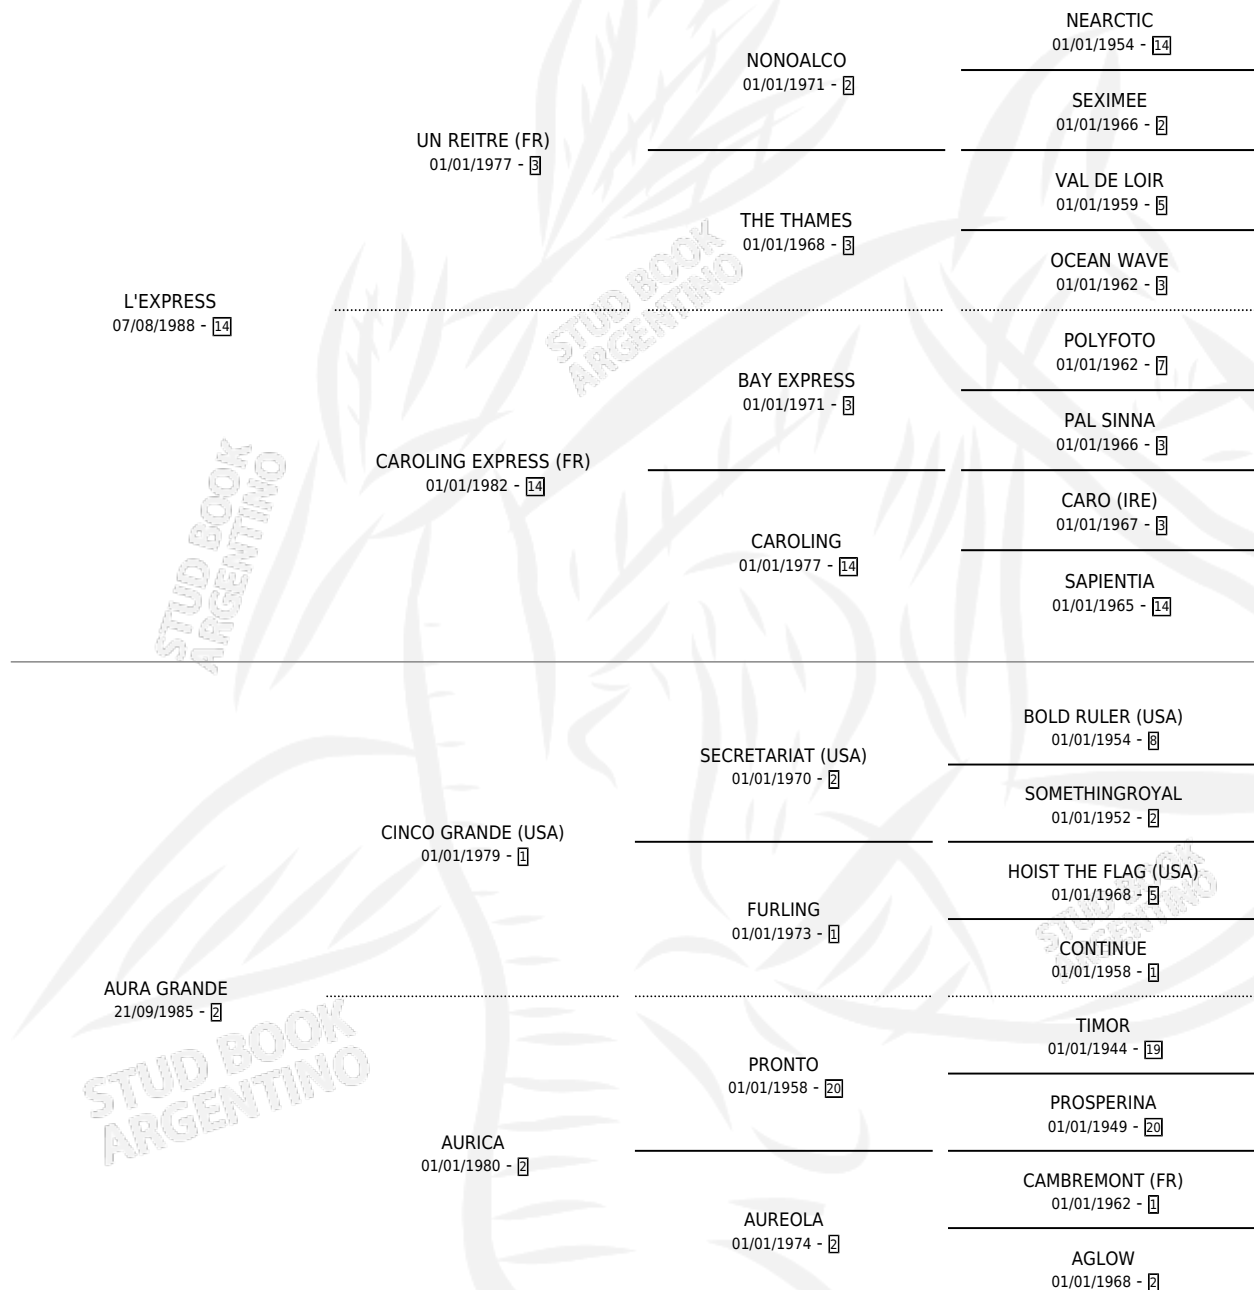 NEARCTIC
01/01/1954 - 14
NONOALCO
01/01/1971 - 2
SEXIMEE
01/01/1966 - 2
UN REITRE (FR)
01/01/1977 - 3
VAL DE LOIR
01/01/1959 - 5
THE THAMES
01/01/1968 - 3
OCEAN WAVE
01/01/1962 - 3
L'EXPRESS
07/08/1988 - 14
POLYFOTO
01/01/1962 - 7
BAY EXPRESS
01/01/1971 - 3
PAL SINNA
01/01/1966 - 3
CAROLING EXPRESS (FR)
01/01/1982 - 14
CARO (IRE)
01/01/1967 - 3
CAROLING
01/01/1977 - 14
SAPIENTIA
01/01/1965 - 14
BOLD RULER (USA)
01/01/1954 - 8
SECRETARIAT (USA)
01/01/1970 - 2
SOMETHINGROYAL
01/01/1952 - 2
CINCO GRANDE (USA)
01/01/1979 - 1
HOIST THE FLAG (USA)
01/01/1968 - 5
FURLING
01/01/1973 - 1
CONTINUE
01/01/1958 - 1
AURA GRANDE
21/09/1985 - 2
TIMOR
01/01/1944 - 19
PRONTO
01/01/1958 - 20
PROSPERINA
01/01/1949 - 20
AURICA
01/01/1980 - 2
CAMBREMONT (FR)
01/01/1962 - 1
AUREOLA
01/01/1974 - 2
AGLOW
01/01/1968 - 2
STUD BOOK
ARGENTINO
STUD BOOK
ARGENTINO
STUD BOOK
ARGENTINO
STUD BOOK
ARGENTINO